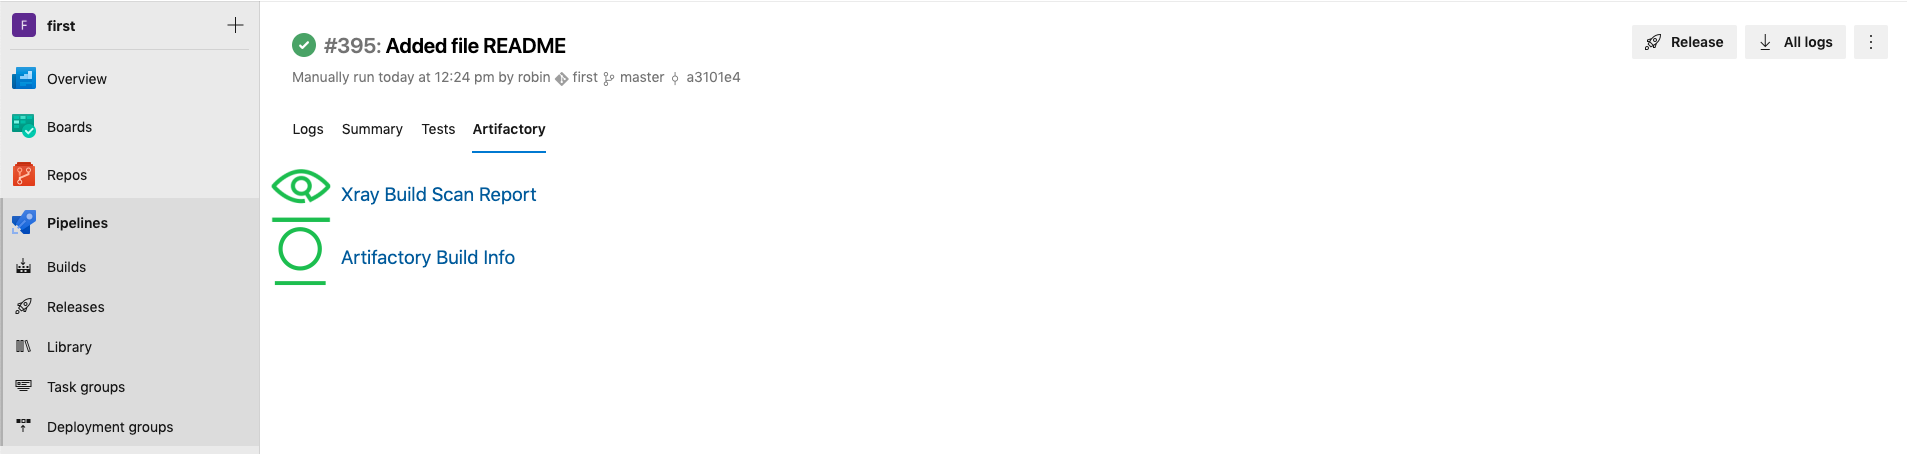 F first
Overview
Boards
Repos
Pipelines
Builds
Releases
Library
Task groups
Deployment groups
#395: Added file README
Manually run today at 12:24 pm by robin first master a3101e4
Release All logs
Logs Summary Tests Artifactory
Xray Build Scan Report
Artifactory Build Info